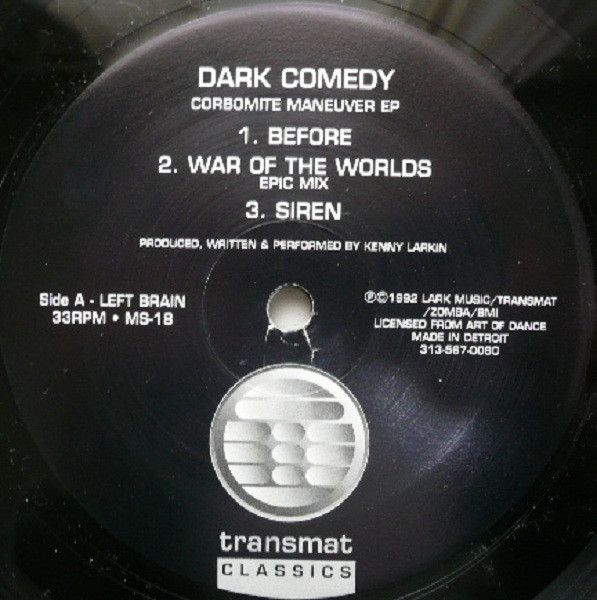 DARK COMEDY
CORBOMITE MANEUVER EP
1. BEFORE
2. WAR OF THE WORLDS
EPIC MIX
3. SIREN
PRODUCED, WRITTEN & PERFORMED BY KENNY LARKIN
Side A - LEFT BRAIN
33RPM • MS-18
℗©1992 LARK MUSIC/TRANSMAT
/ZOMBA/BMI
LICENSED FROM ART OF DANCE
MADE IN DETROIT
313-567-0080
transmat
CLASSICS